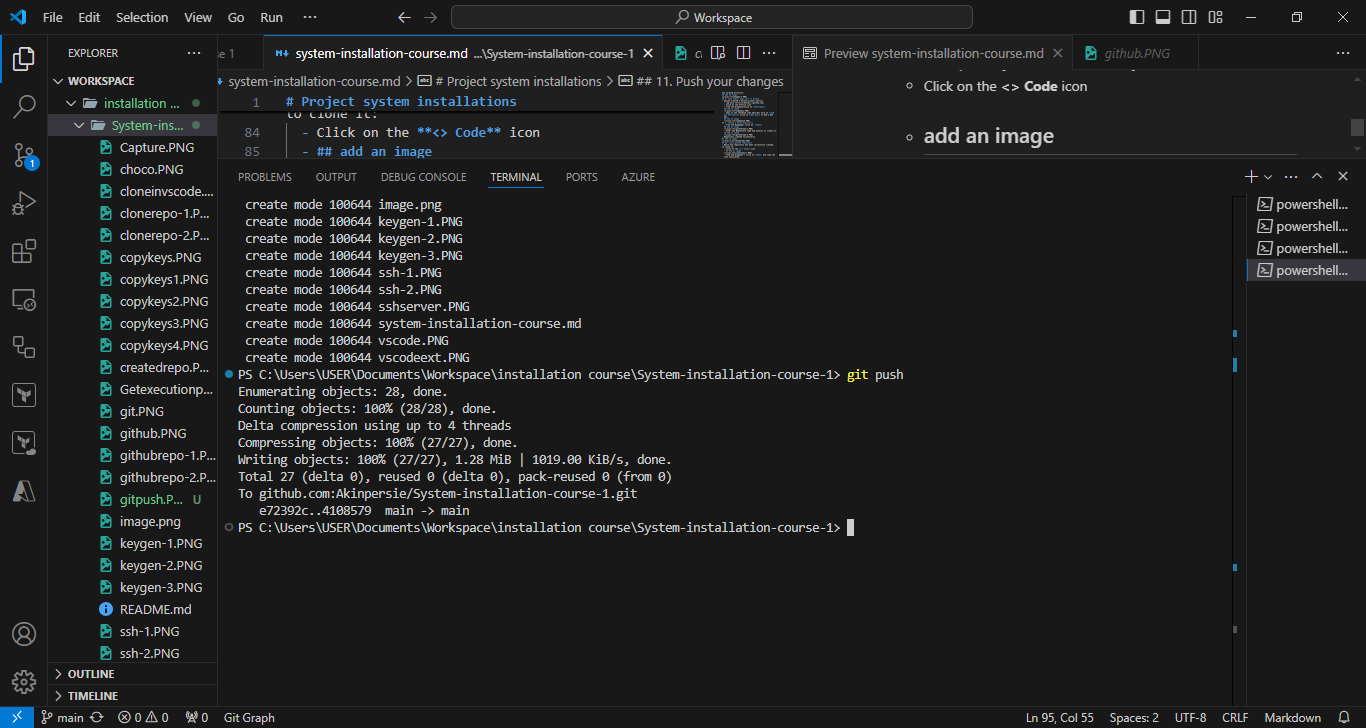 File Edit Selection View Go Run ··· Workspace
EXPLORER ···
WORKSPACE
installation ...
System-ins...
Capture.PNG
choco.PNG
cloneinvscode....
clonerepo-1.P...
clonerepo-2.P...
copykeys.PNG
copykeys1.PNG
copykeys2.PNG
copykeys3.PNG
copykeys4.PNG
createdrepo.P...
Getexecutionp...
git.PNG
github.PNG
githubrepo-1.P...
githubrepo-2.P...
gitpush.P... U
image.png
keygen-1.PNG
keygen-2.PNG
keygen-3.PNG
README.md
ssh-1.PNG
ssh-2.PNG
OUTLINE
TIMELINE
1
se 1 system-installation-course.md ...\System-installation-course-1
system-installation-course.md > # Project system installations > ## 11. Push your changes
1 # Project system installations
to clone it:
84 - Click on the **<> Code** icon
85 - ## add an image
Preview system-installation-course.md github.PNG ···
Click on the <> Code icon
add an image
PROBLEMS OUTPUT DEBUG CONSOLE TERMINAL PORTS AZURE
create mode 100644 image.png
create mode 100644 keygen-1.PNG
create mode 100644 keygen-2.PNG
create mode 100644 keygen-3.PNG
create mode 100644 ssh-1.PNG
create mode 100644 ssh-2.PNG
create mode 100644 sshserver.PNG
create mode 100644 system-installation-course.md
create mode 100644 vscode.PNG
create mode 100644 vscodeext.PNG
PS C:\Users\USER\Documents\Workspace\installation course\System-installation-course-1> git push
Enumerating objects: 28, done.
Counting objects: 100% (28/28), done.
Delta compression using up to 4 threads
Compressing objects: 100% (27/27), done.
Writing objects: 100% (27/27), 1.28 MiB | 1019.00 KiB/s, done.
Total 27 (delta 0), reused 0 (delta 0), pack-reused 0 (from 0)
To github.com:Akinpersie/System-installation-course-1.git
e72392c..4108579 main -> main
PS C:\Users\USER\Documents\Workspace\installation course\System-installation-course-1>
powershell...
powershell...
powershell...
powershell...
main 0 0 0 Git Graph Ln 95, Col 55 Spaces: 2 UTF-8 CRLF Markdown